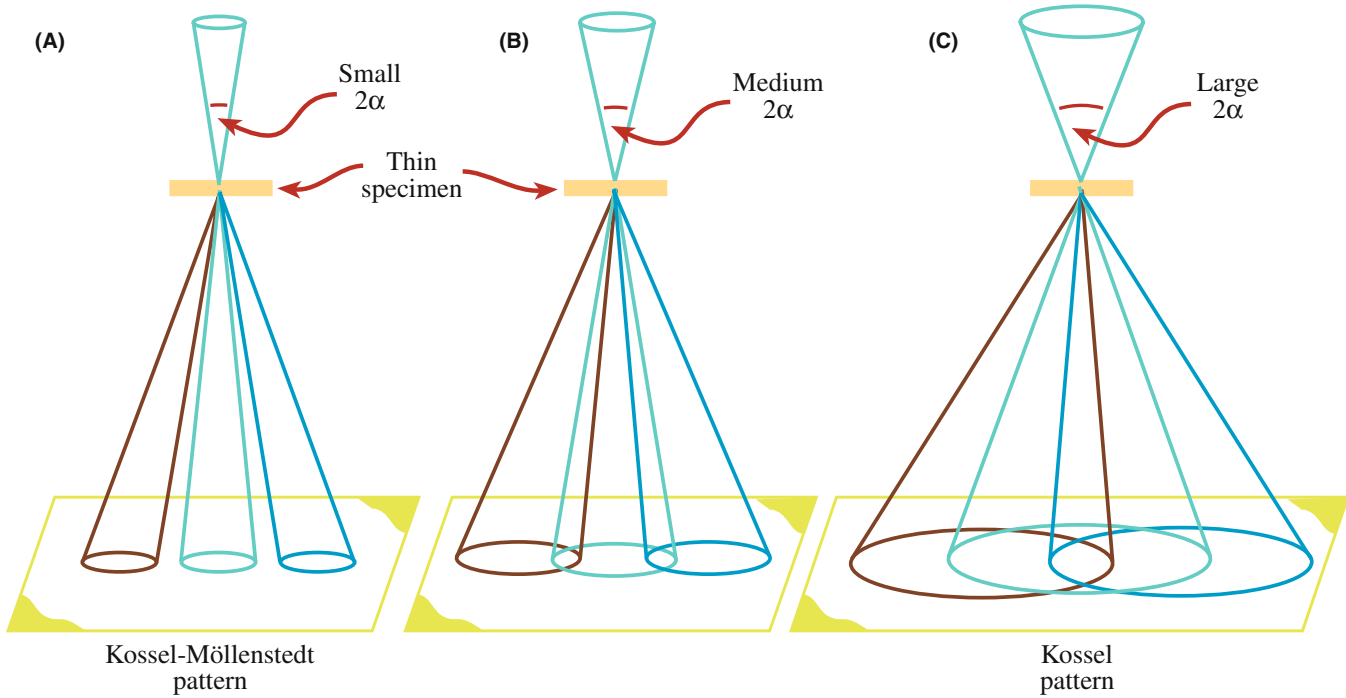 (A)
Small
2α
(B)
Medium
2α
(C)
Large
2α
Thin
specimen
Kossel-Möllenstedt
pattern
Kossel
pattern